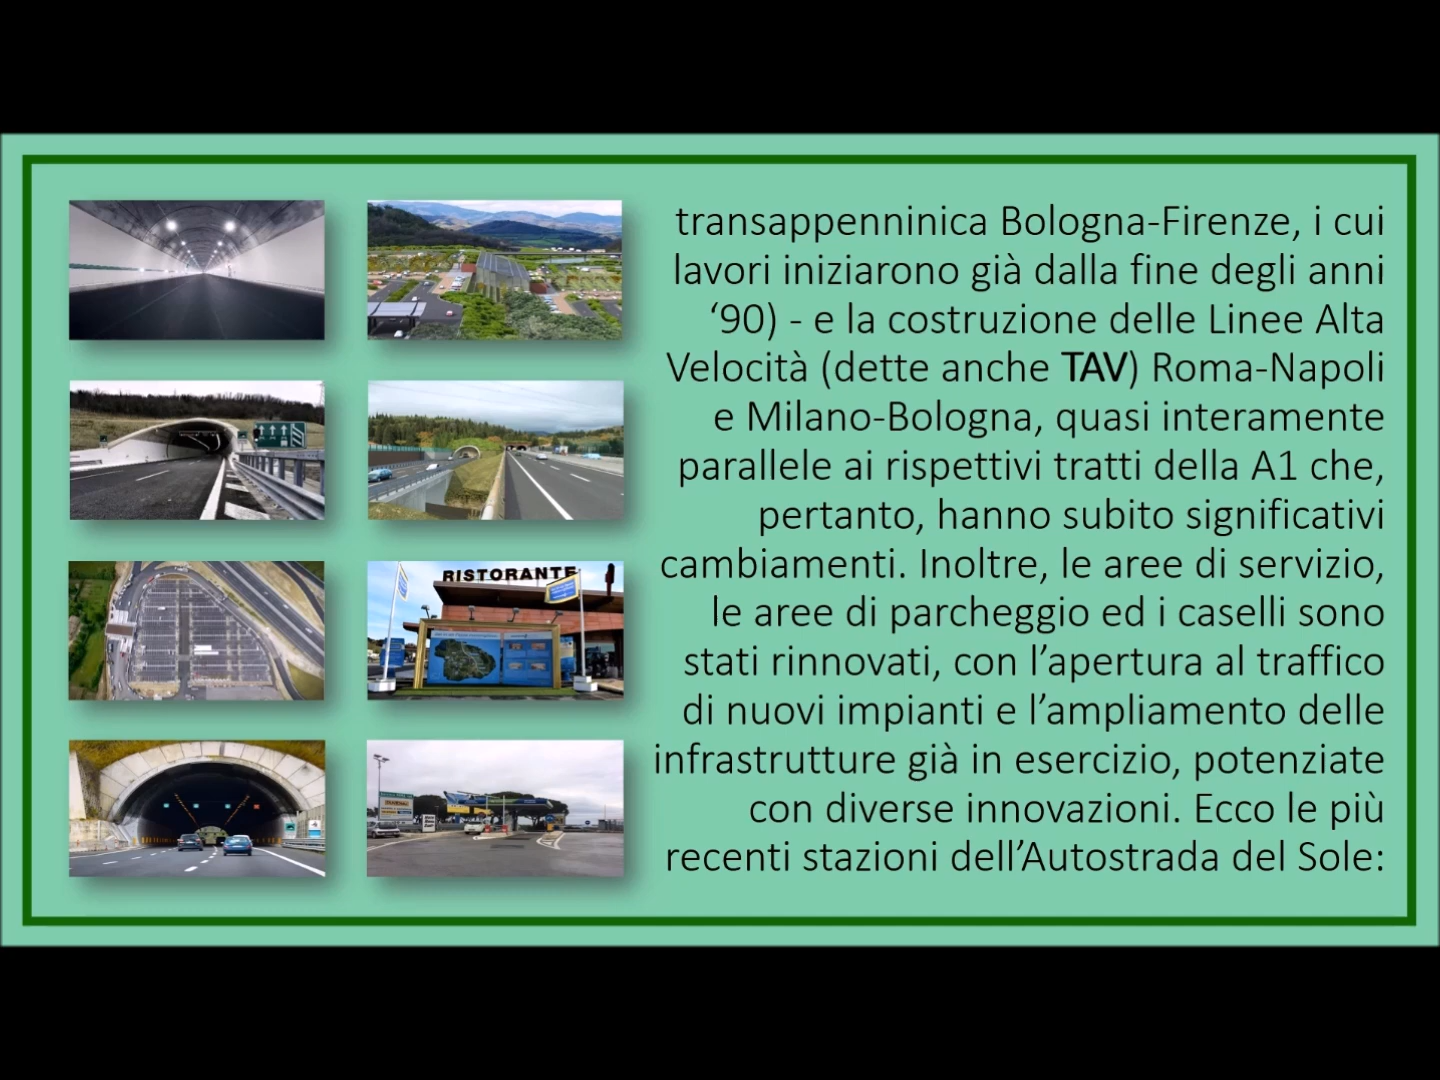 transappenninica Bologna-Firenze, i cui
lavori iniziarono già dalla fine degli anni
‘90) - e la costruzione delle Linee Alta
Velocità (dette anche TAV) Roma-Napoli
e Milano-Bologna, quasi interamente
parallele ai rispettivi tratti della A1 che,
pertanto, hanno subito significativi
cambiamenti. Inoltre, le aree di servizio,
le aree di parcheggio ed i caselli sono
stati rinnovati, con l’apertura al traffico
di nuovi impianti e l’ampliamento delle
infrastrutture già in esercizio, potenziate
con diverse innovazioni. Ecco le più
recenti stazioni dell’Autostrada del Sole:
RISTORANTE